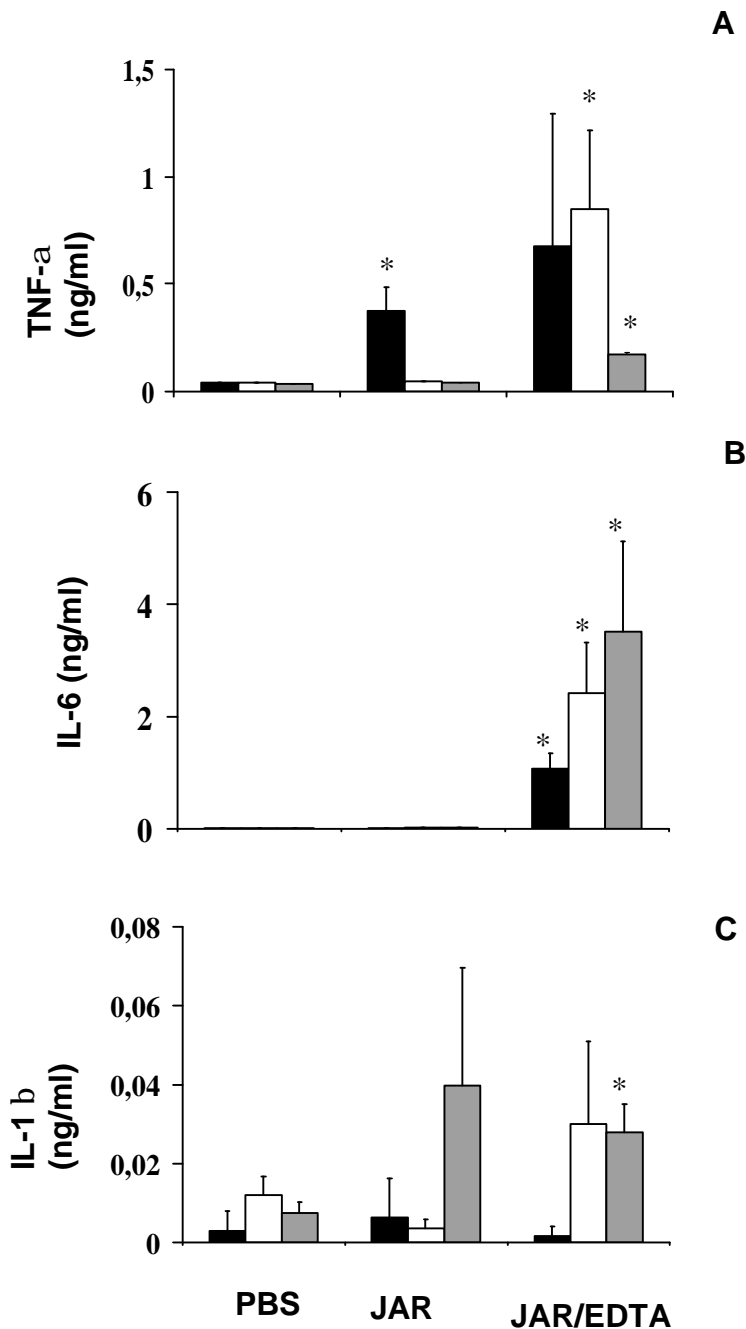 A
1,5
1
0,5
0
TNF-a
(ng/ml)
*
*
*
B
6
4
2
0
IL-6 (ng/ml)
*
*
*
C
0,08
0,06
0,04
0,02
0
IL-1 b
(ng/ml)
*
PBS
JAR
JAR/EDTA